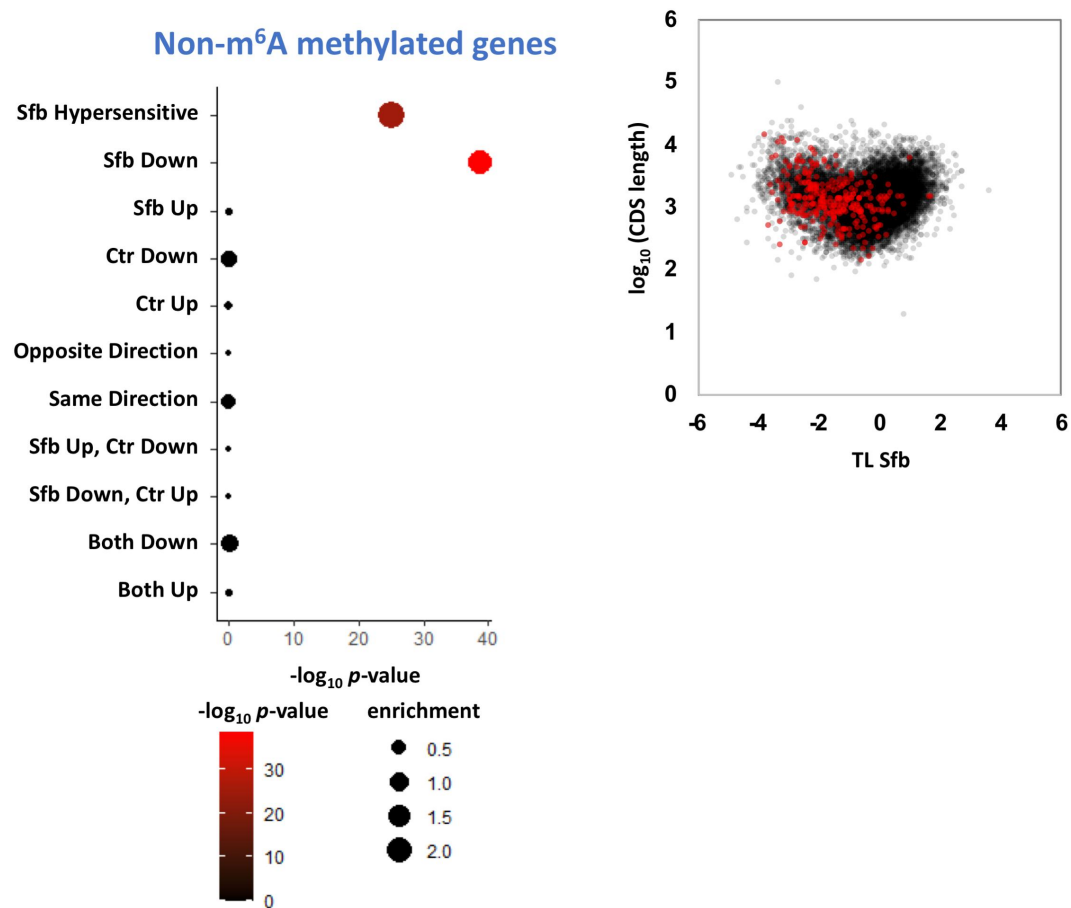 Non-m⁶A methylated genes
Sfb Hypersensitive
Sfb Down
Sfb Up
Ctr Down
Ctr Up
Opposite Direction
Same Direction
Sfb Up, Ctr Down
Sfb Down, Ctr Up
Both Down
Both Up
0 10 20 30 40
-log₁₀ p-value
-log₁₀ p-value
30
20
10
0
enrichment
0.5
1.0
1.5
2.0
log₁₀ (CDS length)
6
5
4
3
2
1
0
-6 -4 -2 0 2 4 6
TL Sfb